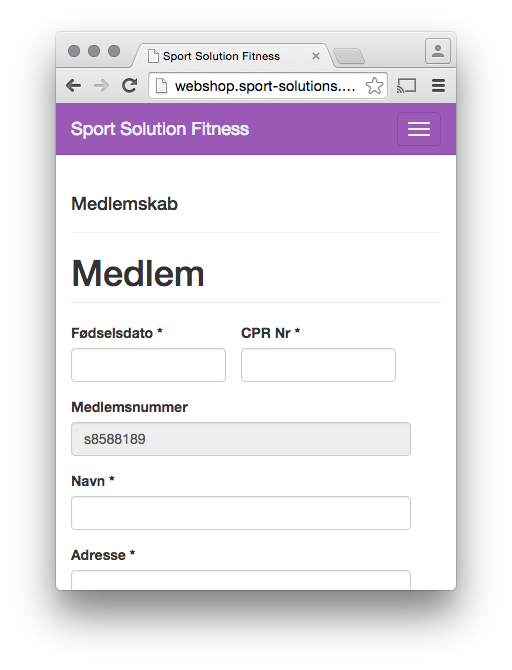 Sport Solution Fitness
webshop.sport-solutions....
Sport Solution Fitness
Medlemskab
Medlem
Fødselsdato * CPR Nr *
Medlemsnummer
s8588189
Navn *
Adresse *